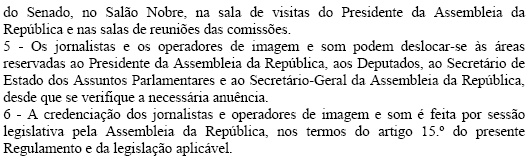 do Senado, no Salão Nobre, na sala de visitas do Presidente da Assembleia da
República e nas salas de reuniões das comissões.
5 - Os jornalistas e os operadores de imagem e som podem deslocar-se às áreas
reservadas ao Presidente da Assembleia da República, aos Deputados, ao Secretário de
Estado dos Assuntos Parlamentares e ao Secretário-Geral da Assembleia da República,
desde que se verifique a necessária anuência.
6 - A credenciação dos jornalistas e operadores de imagem e som é feita por sessão
legislativa pela Assembleia da República, nos termos do artigo 15.º do presente
Regulamento e da legislação aplicável.